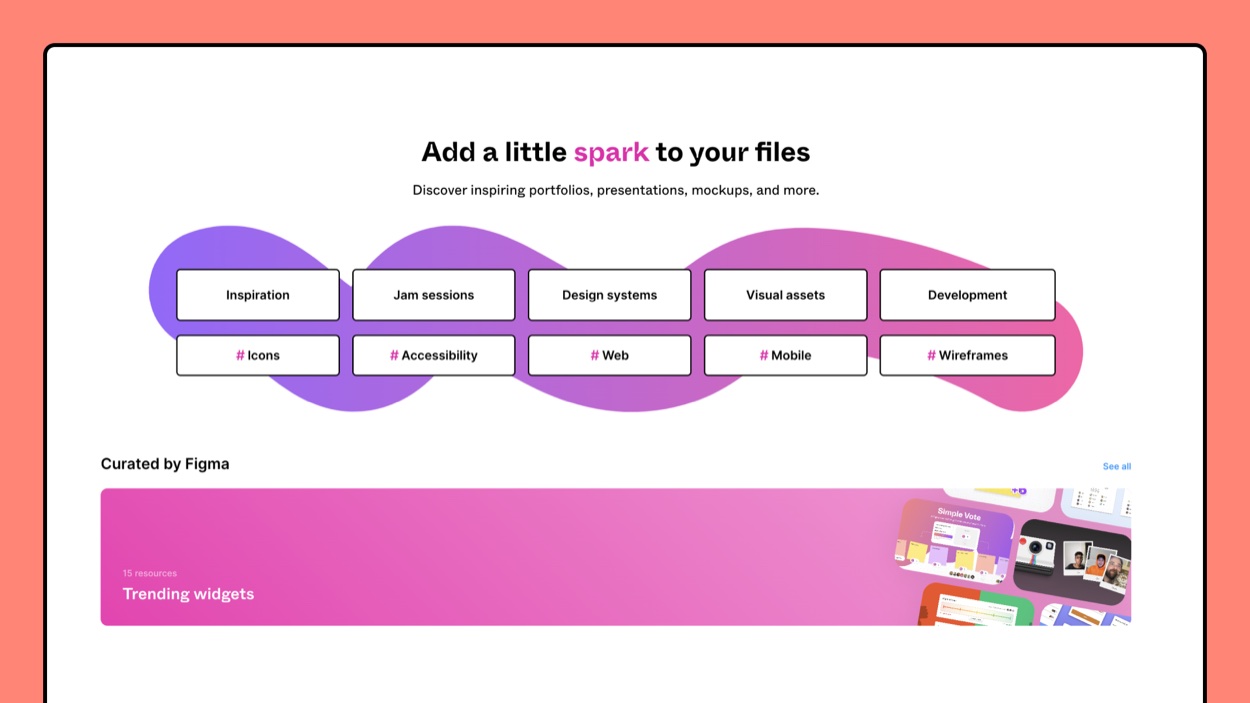 Add a little spark to your files
Discover inspiring portfolios, presentations, mockups, and more.
Inspiration
Jam sessions
Design systems
Visual assets
Development
# Icons
# Accessibility
# Web
# Mobile
# Wireframes
Curated by Figma
See all
15 resources
Trending widgets
Simple Vote